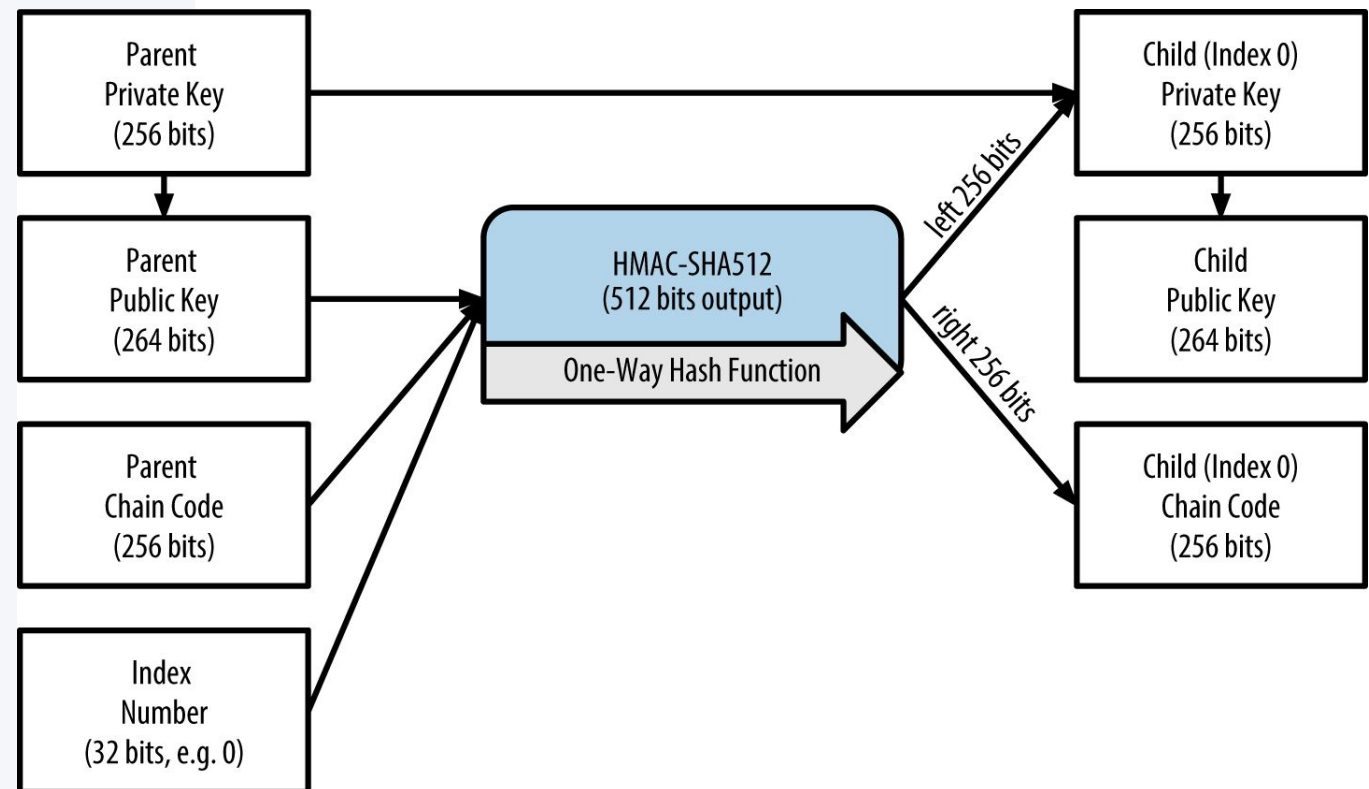 Parent
Private Key
(256 bits)
Parent
Public Key
(264 bits)
Parent
Chain Code
(256 bits)
Index
Number
(32 bits, e.g. 0)
HMAC-SHA512
(512 bits output)
One-Way Hash Function
left 256 bits
right 256 bits
Child (Index 0)
Private Key
(256 bits)
Child
Public Key
(264 bits)
Child (Index 0)
Chain Code
(256 bits)